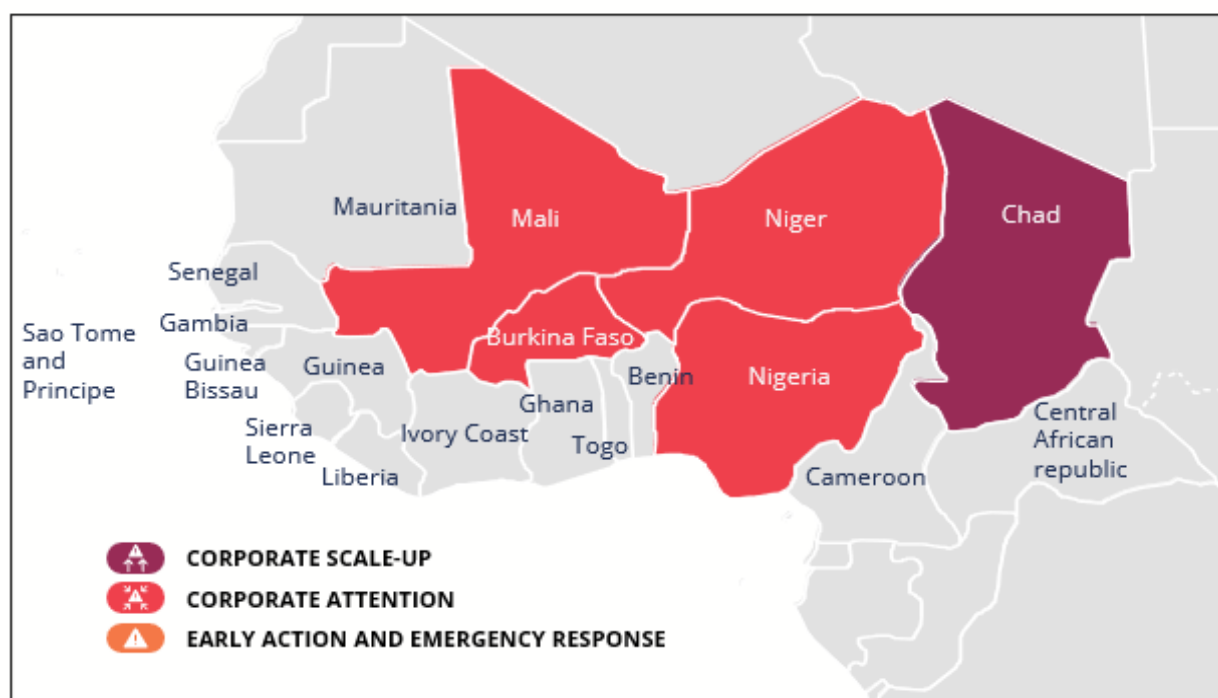 Mauritania
Mali
Niger
Chad
Senegal
Gambia
Sao Tome
and
Principe
Guinea
Bissau
Guinea
Burkina Faso
Benin
Nigeria
Sierra
Leone
Ivory Coast
Ghana
Togo
Liberia
Cameroon
Central
African
republic
CORPORATE SCALE-UP
CORPORATE ATTENTION
EARLY ACTION AND EMERGENCY RESPONSE